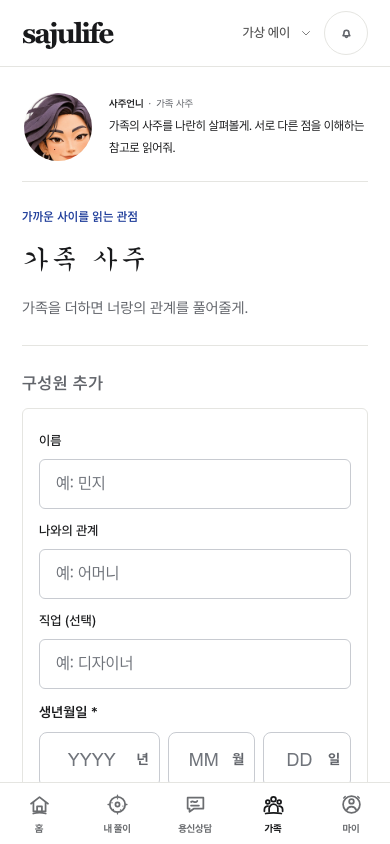 sajulife
가상 에이
사주언니 · 가족 사주
가족의 사주를 나란히 살펴볼게. 서로 다른 점을 이해하는
참고로 읽어줘.
가까운 사이를 읽는 관점
가족 사주
가족을 더하면 너랑의 관계를 풀어줄게.
구성원 추가
이름
예: 민지
나와의 관계
예: 어머니
직업 (선택)
예: 디자이너
생년월일 *
YYYY 년 MM 월 DD 일
홈 내 풀이 용신상담 가족 마이